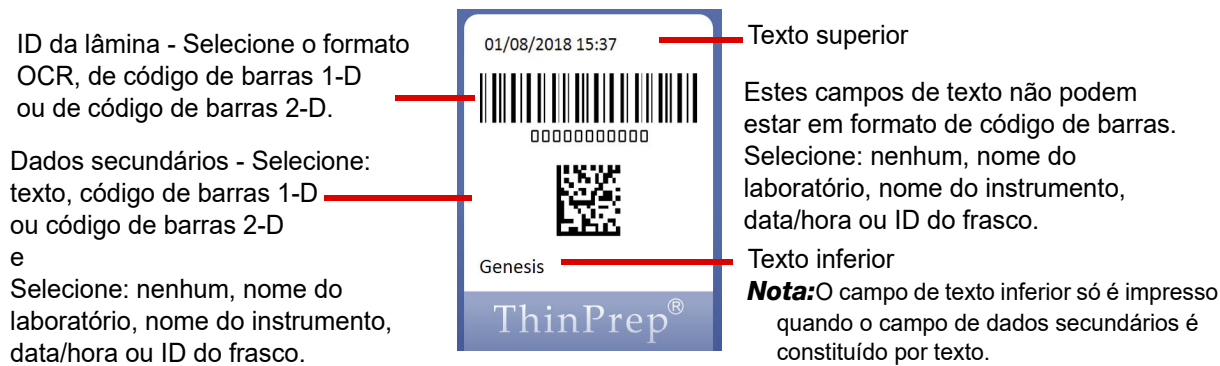 ID da lâmina - Selecione o formato
OCR, de código de barras 1-D
ou de código de barras 2-D.
Dados secundários - Selecione:
texto, código de barras 1-D
ou código de barras 2-D
e
Selecione: nenhum, nome do
laboratório, nome do instrumento,
data/hora ou ID do frasco.
01/08/2018 15:37
00000000000
Genesis
ThinPrep®
Texto superior
Estes campos de texto não podem
estar em formato de código de barras.
Selecione: nenhum, nome do
laboratório, nome do instrumento,
data/hora ou ID do frasco.
Texto inferior
Nota:O campo de texto inferior só é impresso
quando o campo de dados secundários é
constituído por texto.